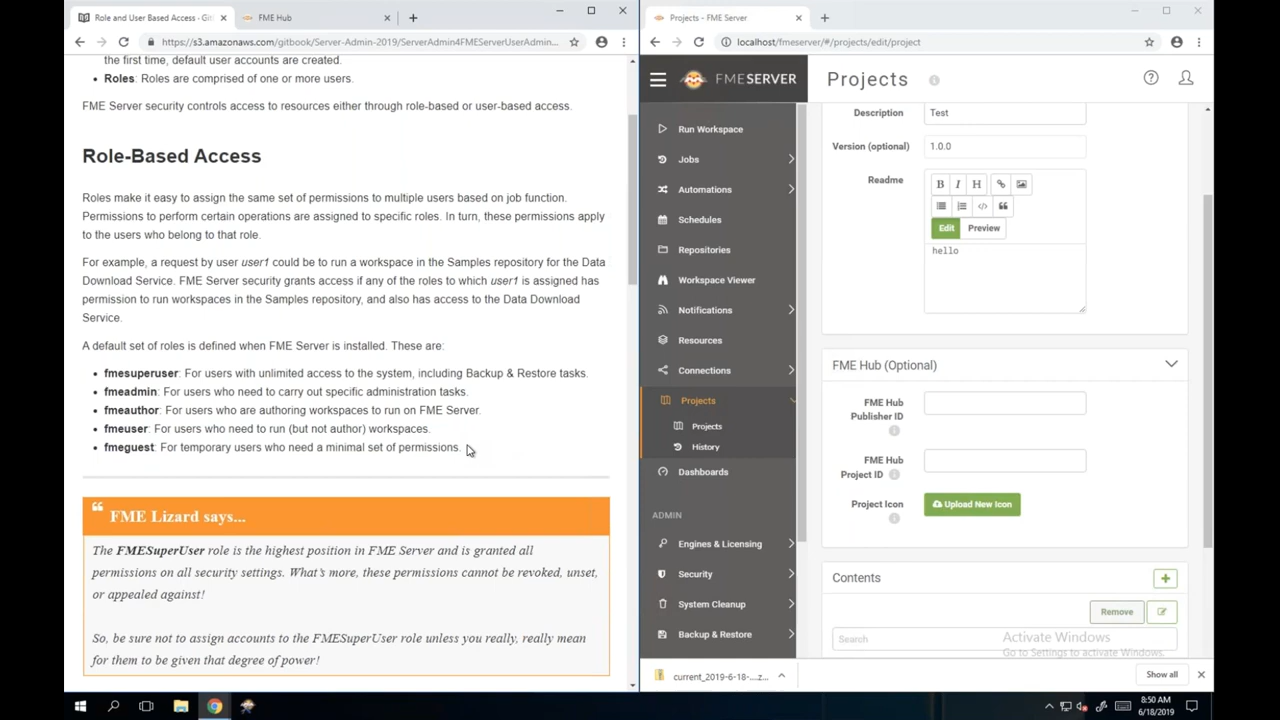 Role and User Based Access - Git
FME Hub
https://s3.amazonaws.com/gitbook/Server-Admin-2019/ServerAdmin4FMEServerUserAdmin...
the first time, default user accounts are created.
Roles: Roles are comprised of one or more users.
FME Server security controls access to resources either through role-based or user-based access.
Role-Based Access
Roles make it easy to assign the same set of permissions to multiple users based on job function.
Permissions to perform certain operations are assigned to specific roles. In turn, these permissions apply
to the users who belong to that role.
For example, a request by user user1 could be to run a workspace in the Samples repository for the Data
Download Service. FME Server security grants access if any of the roles to which user1 is assigned has
permission to run workspaces in the Samples repository, and also has access to the Data Download
Service.
A default set of roles is defined when FME Server is installed. These are:
fmesuperuser: For users with unlimited access to the system, including Backup & Restore tasks.
fmeadmin: For users who need to carry out specific administration tasks.
fmeauthor: For users who are authoring workspaces to run on FME Server.
fmeuser: For users who need to run (but not author) workspaces.
fmeguest: For temporary users who need a minimal set of permissions.
FME Lizard says...
The FMESuperUser role is the highest position in FME Server and is granted all
permissions on all security settings. What's more, these permissions cannot be revoked, unset,
or appealed against!
So, be sure not to assign accounts to the FMESuperUser role unless you really, really mean
for them to be given that degree of power!
Projects - FME Server
localhost/fmeserver/#/projects/edit/project
FMESERVER
Projects
Run Workspace
Jobs
Automations
Schedules
Repositories
Workspace Viewer
Notifications
Resources
Connections
Projects
Projects
History
Dashboards
ADMIN
Engines & Licensing
Security
System Cleanup
Backup & Restore
Description
Test
Version (optional)
1.0.0
Readme
B I H
Edit
Preview
hello
FME Hub (Optional)
FME Hub
Publisher ID
FME Hub
Project ID
Project Icon
Upload New Icon
Contents
Remove
Search
Activate Windows
Go to Settings to activate Windows.
current_2019-6-18-....z...
Show all
8:50 AM
6/18/2019